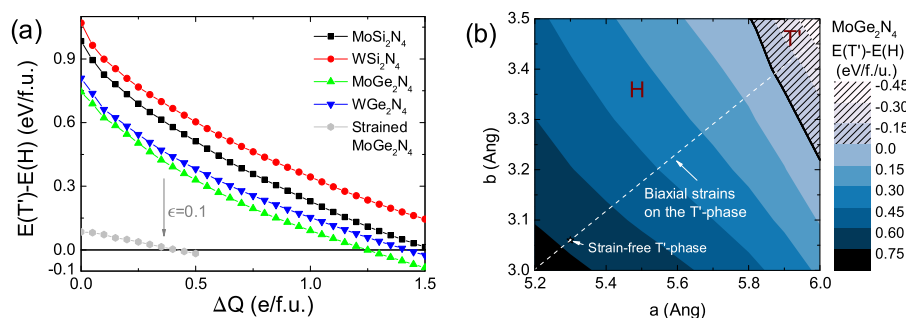 (a)
E(T')-E(H) (eV/f.u.)
0.9
0.6
0.3
0.0
-0.1
0.0
0.5
1.0
1.5
ΔQ (e/f.u.)
MoSi₂N₄
WSi₂N₄
MoGe₂N₄
WGe₂N₄
Strained
MoGe₂N₄
ϵ=0.1
(b)
b (Ang)
3.5
3.4
3.3
3.2
3.1
3.0
5.2
5.4
5.6
5.8
6.0
a (Ang)
T'
H
Biaxial strains
on the T'-phase
Strain-free T'-phase
MoGe₂N₄
E(T')-E(H)
(eV/f./u.)
-0.45
-0.30
-0.15
0.0
0.15
0.30
0.45
0.60
0.75